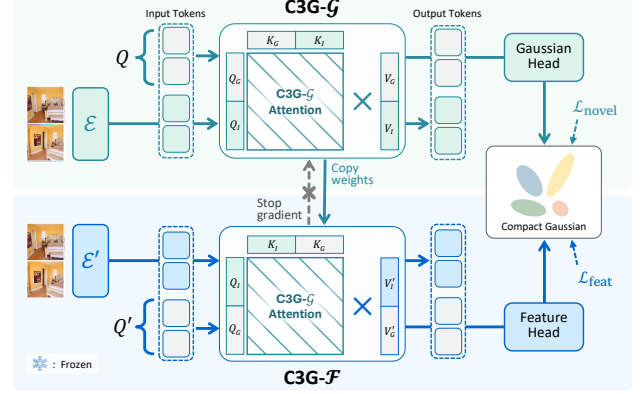 C3G-𝒢
Input Tokens
Output Tokens
K_G
K_I
Q
Q_G
Q_I
C3G-𝒢
Attention
×
V_G
V_I
Gaussian
Head
ℰ
ℒ_novel
Compact Gaussian
Stop
gradient
Copy
weights
K_I
K_G
ℰ′
Q′
Q_I
Q_G
C3G-𝒢
Attention
×
V′_I
V′_G
ℒ_feat
Feature
Head
: Frozen
C3G-ℱ